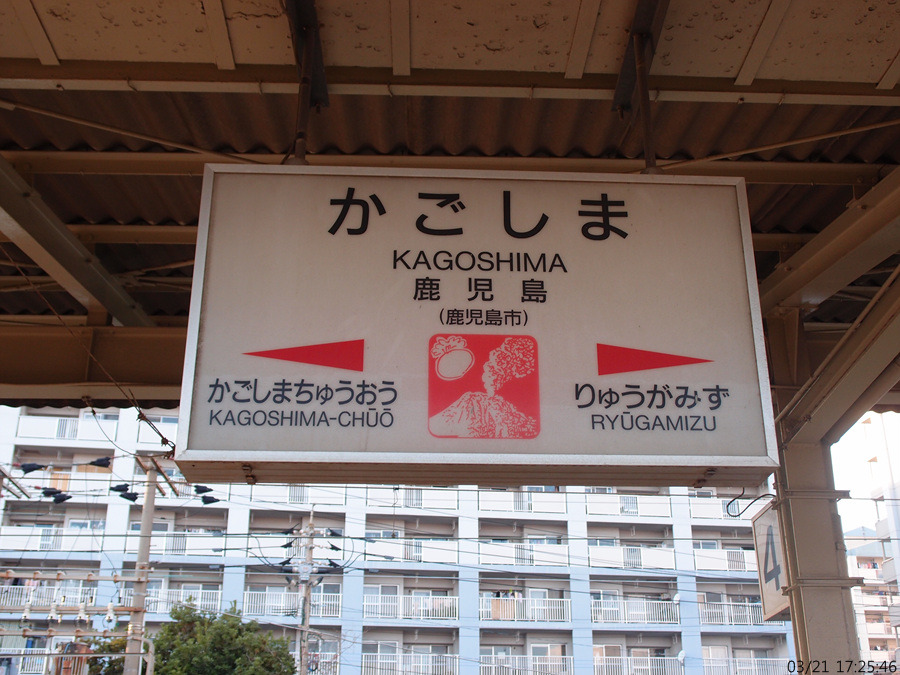 かごしま
KAGOSHIMA
鹿児島
(鹿児島市)
かごしまちゅうおう
KAGOSHIMA-CHŪŌ
りゅうがみず
RYŪGAMIZU
4
03/21 17:25:46